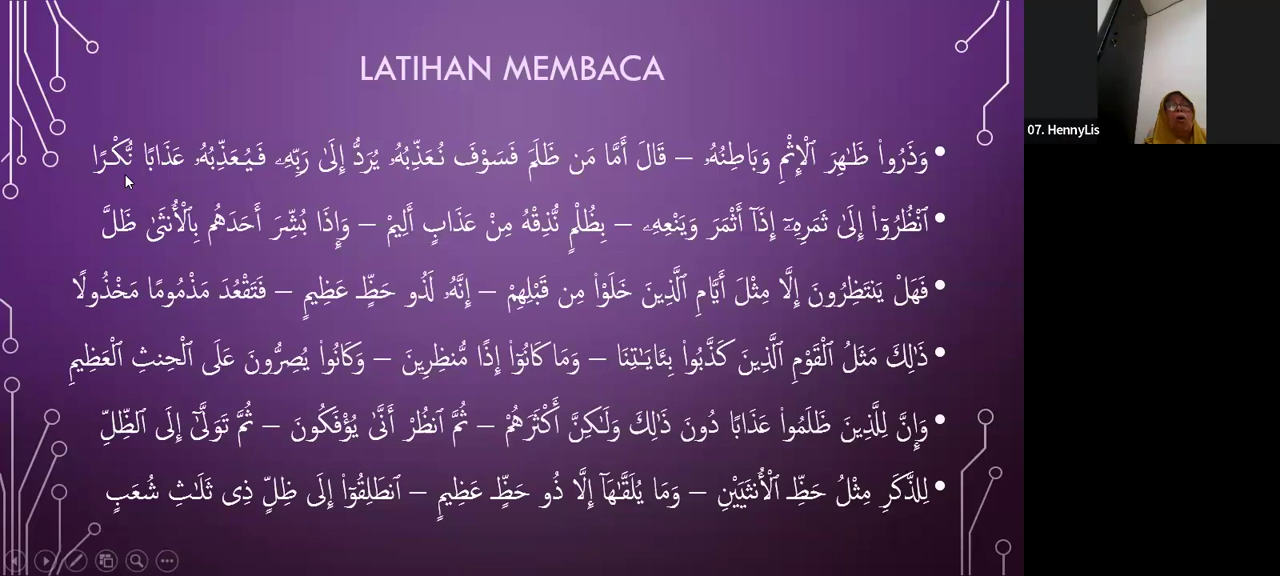 LATIHAN MEMBACA
07. HennyLis
• وَذَرُوا۟ ظَـٰهِرَ ٱلْإِثْمِ وَبَاطِنَهُۥ – قَالَ أَمَّا مَن ظَلَمَ فَسَوْفَ نُعَذِّبُهُۥ يُرَدُّ إِلَىٰ رَبِّهِۦ فَيُعَذِّبُهُۥ عَذَابًا نُّكْرًا
• ٱنْظُرُوٓا۟ إِلَىٰ ثَمَرِهِۦٓ إِذَآ أَثْمَرَ وَيَنْعِهِۦ – بِظُلْمٍ نُّذِقْهُ مِنْ عَذَابٍ أَلِيمْ – وَإِذَا بُشِّرَ أَحَدَهُم بِٱلْأُنثَىٰ ظَلَّ
• فَهَلْ يَنتَظِرُونَ إِلَّا مِثْلَ أَيَّامِ ٱلَّذِينَ خَلَوْا۟ مِن قَبْلِهِمْ – إِنَّهُۥ لَذُو حَظٍّ عَظِيمٍ – فَتَقْعُدَ مَذْمُومًا مَخْذُولًا
• ذَٰلِكَ مَثَلُ ٱلْقَوْمِ ٱلَّذِينَ كَذَّبُوا۟ بِـَٔايَـٰتِنَا – وَمَا كَانُوٓا۟ إِذًا مُّنظَرِينَ – وَكَانُوا۟ يُصِرُّونَ عَلَى ٱلْحِنثِ ٱلْعَظِيمِ
• وَإِنَّ لِلَّذِينَ ظَلَمُوا۟ عَذَابًا دُونَ ذَٰلِكَ وَلَـٰكِنَّ أَكْثَرَهُمْ – ثُمَّ ٱنظُرْ أَنَّىٰ يُؤْفَكُونَ – ثُمَّ تَوَلَّىٰٓ إِلَى ٱلظِّلِّ
• لِلذَّكَرِ مِثْلُ حَظِّ ٱلْأُنثَيَيْنِ – وَمَا يُلَقَّىٰهَآ إِلَّا ذُو حَظٍّ عَظِيمٍ – ٱنطَلِقُوٓا۟ إِلَى ظِلٍّ ذِى ثَلَـٰثِ شُعَبٍ